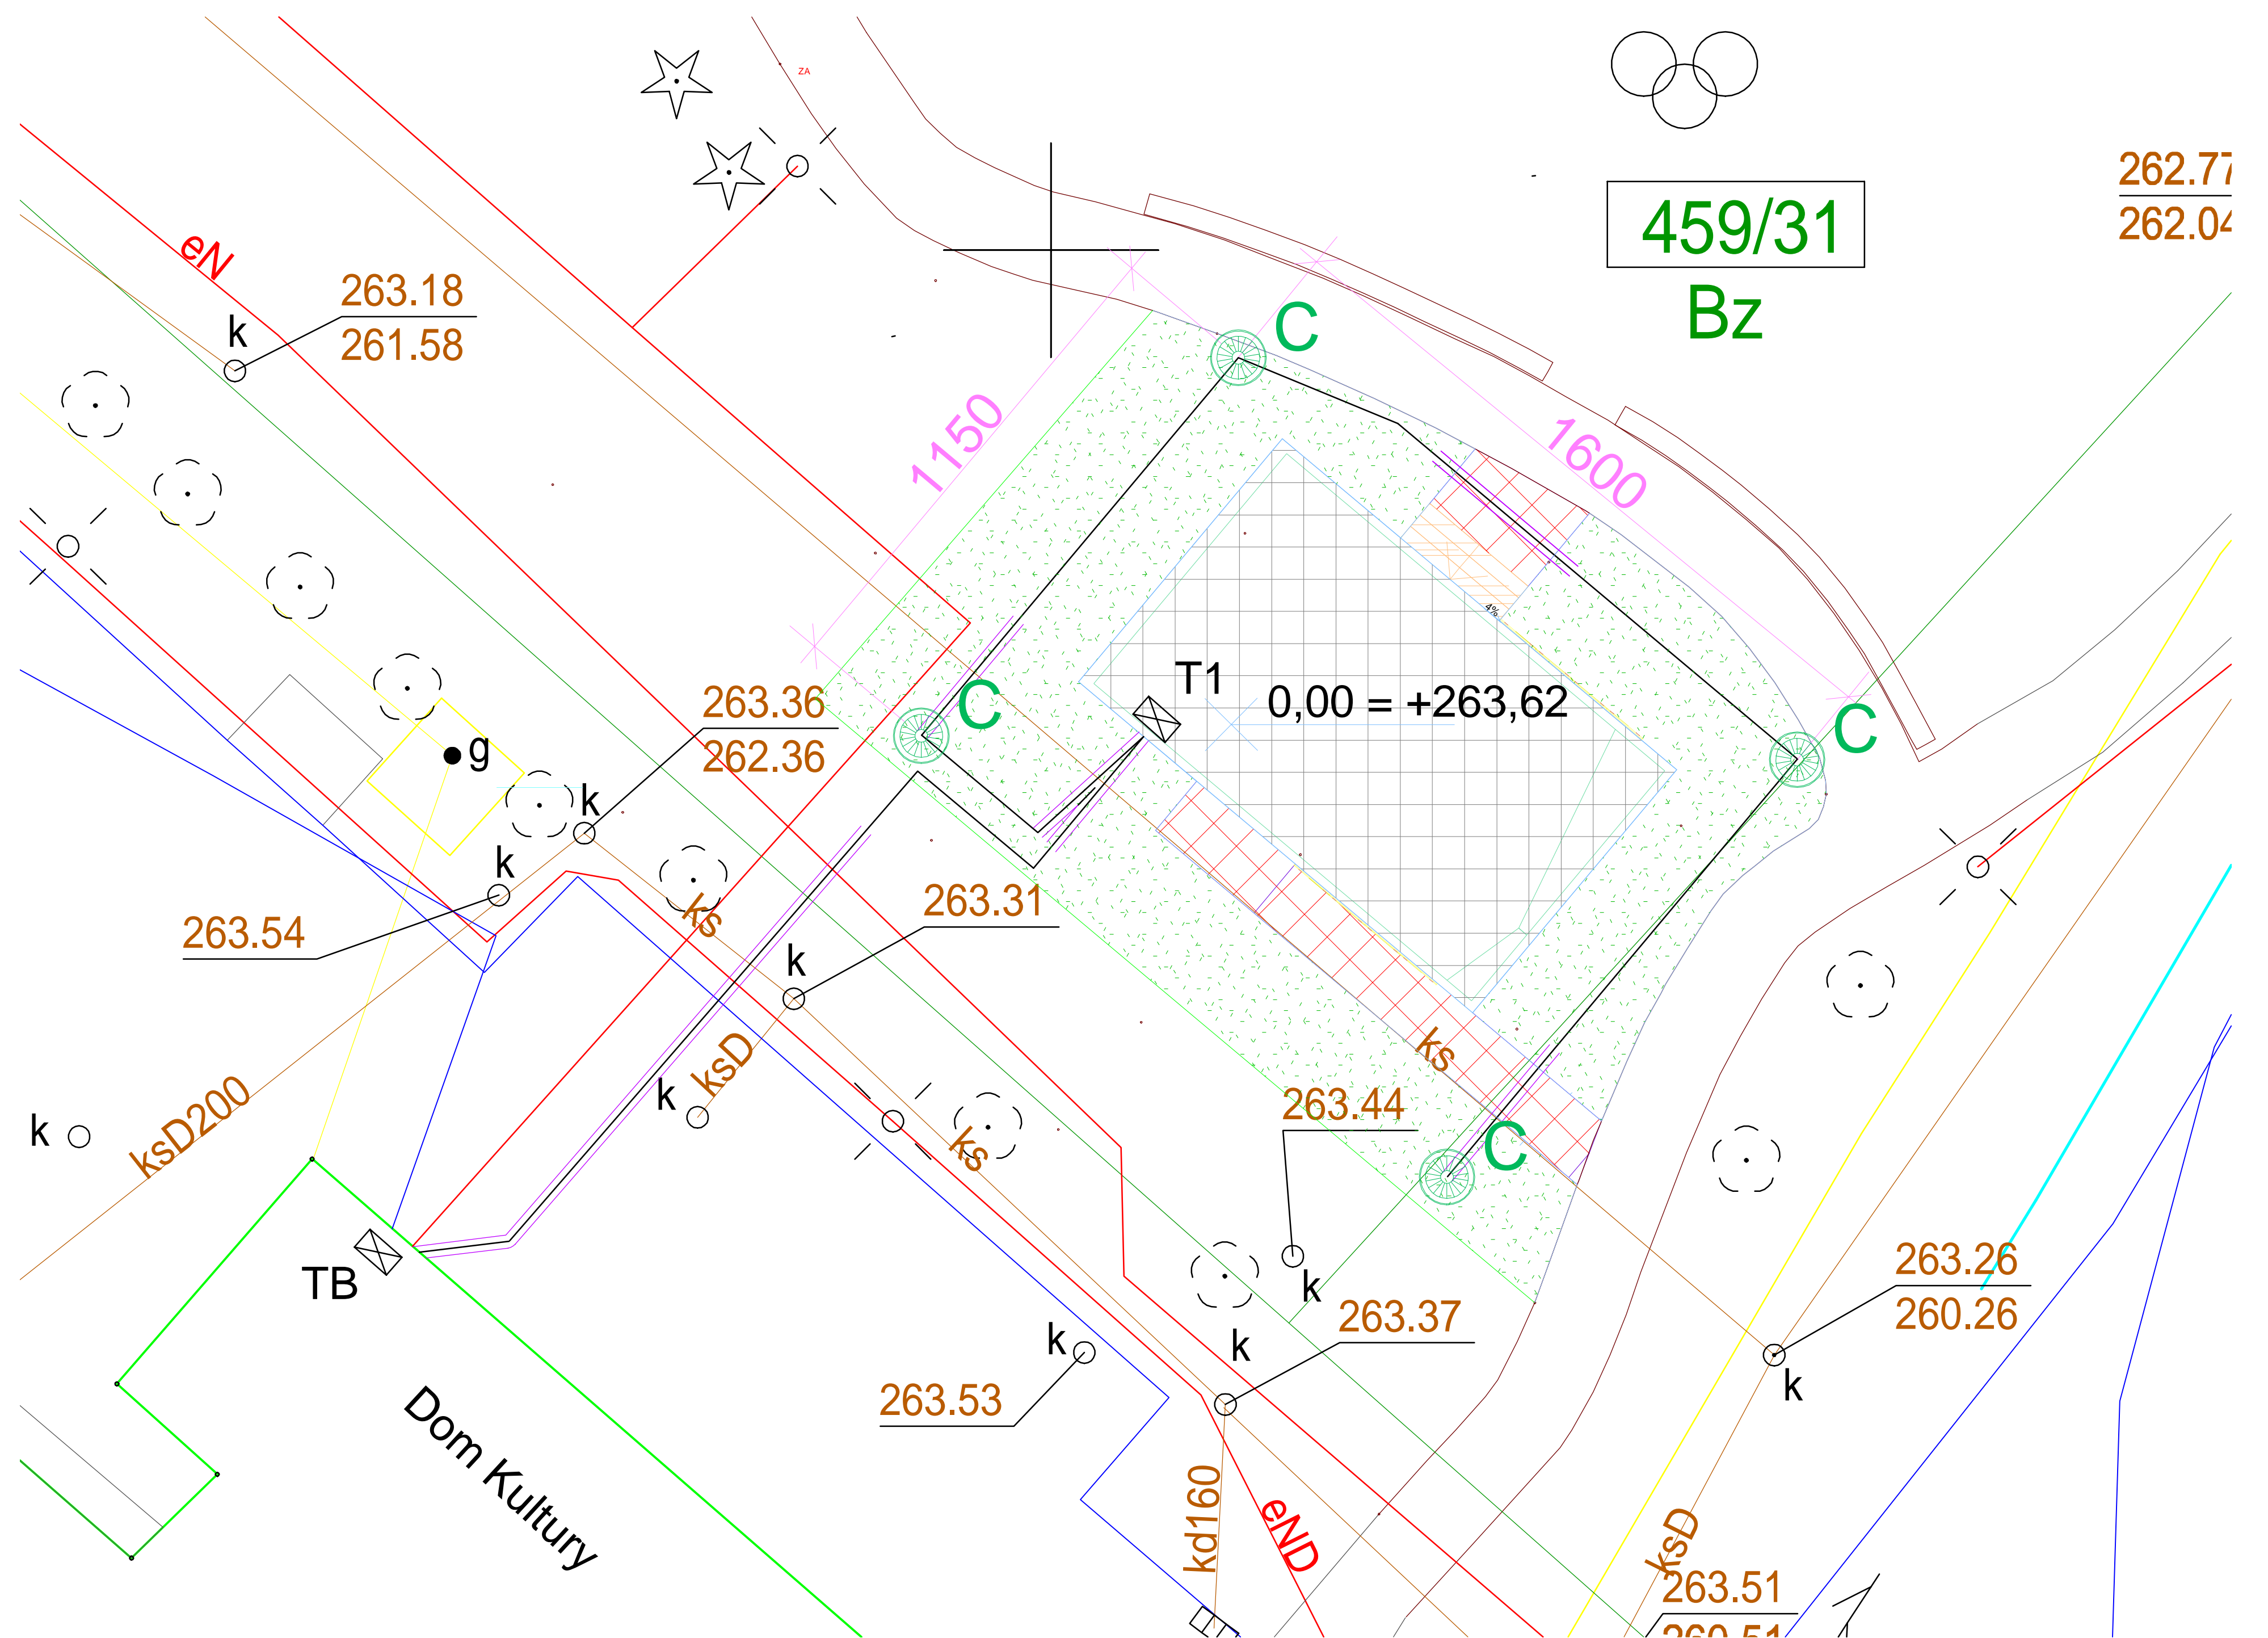 ZA
459/31
Bz
262.77
262.04
eN
263.18
261.58
k
C
1150
1600
4%
T1
0,00 = +263,62
C
C
263.36
262.36
g
k
k
263.54
ks
263.31
k
ksD
k
k
ksD200
ks
ks
263.44
C
k
263.26
260.26
k
TB
263.37
k
k
263.53
Dom Kultury
kd160
eND
ksD
263.51